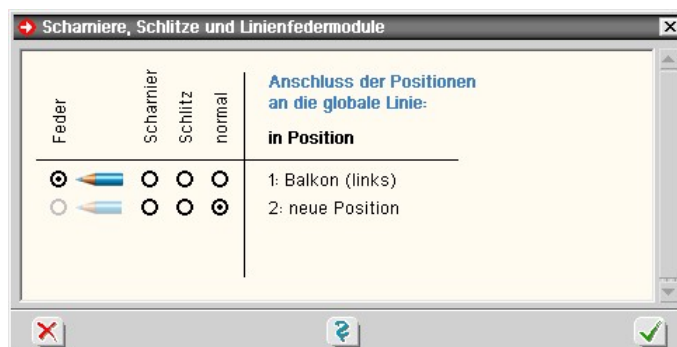 Scharniere, Schlitze und Linienfedermodule
Feder
Scharnier
Schlitz
normal
Anschluss der Positionen
an die globale Linie:
in Position
1: Balkon (links)
2: neue Position